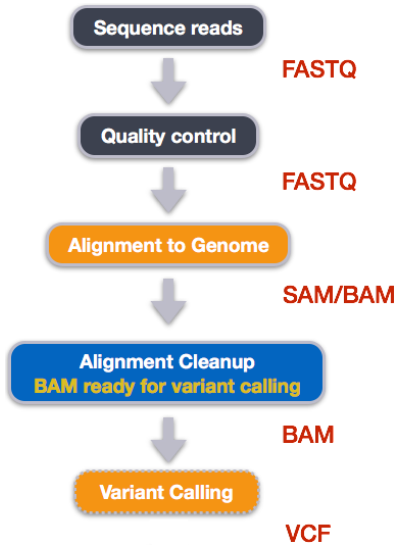 Sequence reads
FASTQ
Quality control
FASTQ
Alignment to Genome
SAM/BAM
Alignment Cleanup
BAM ready for variant calling
BAM
Variant Calling
VCF